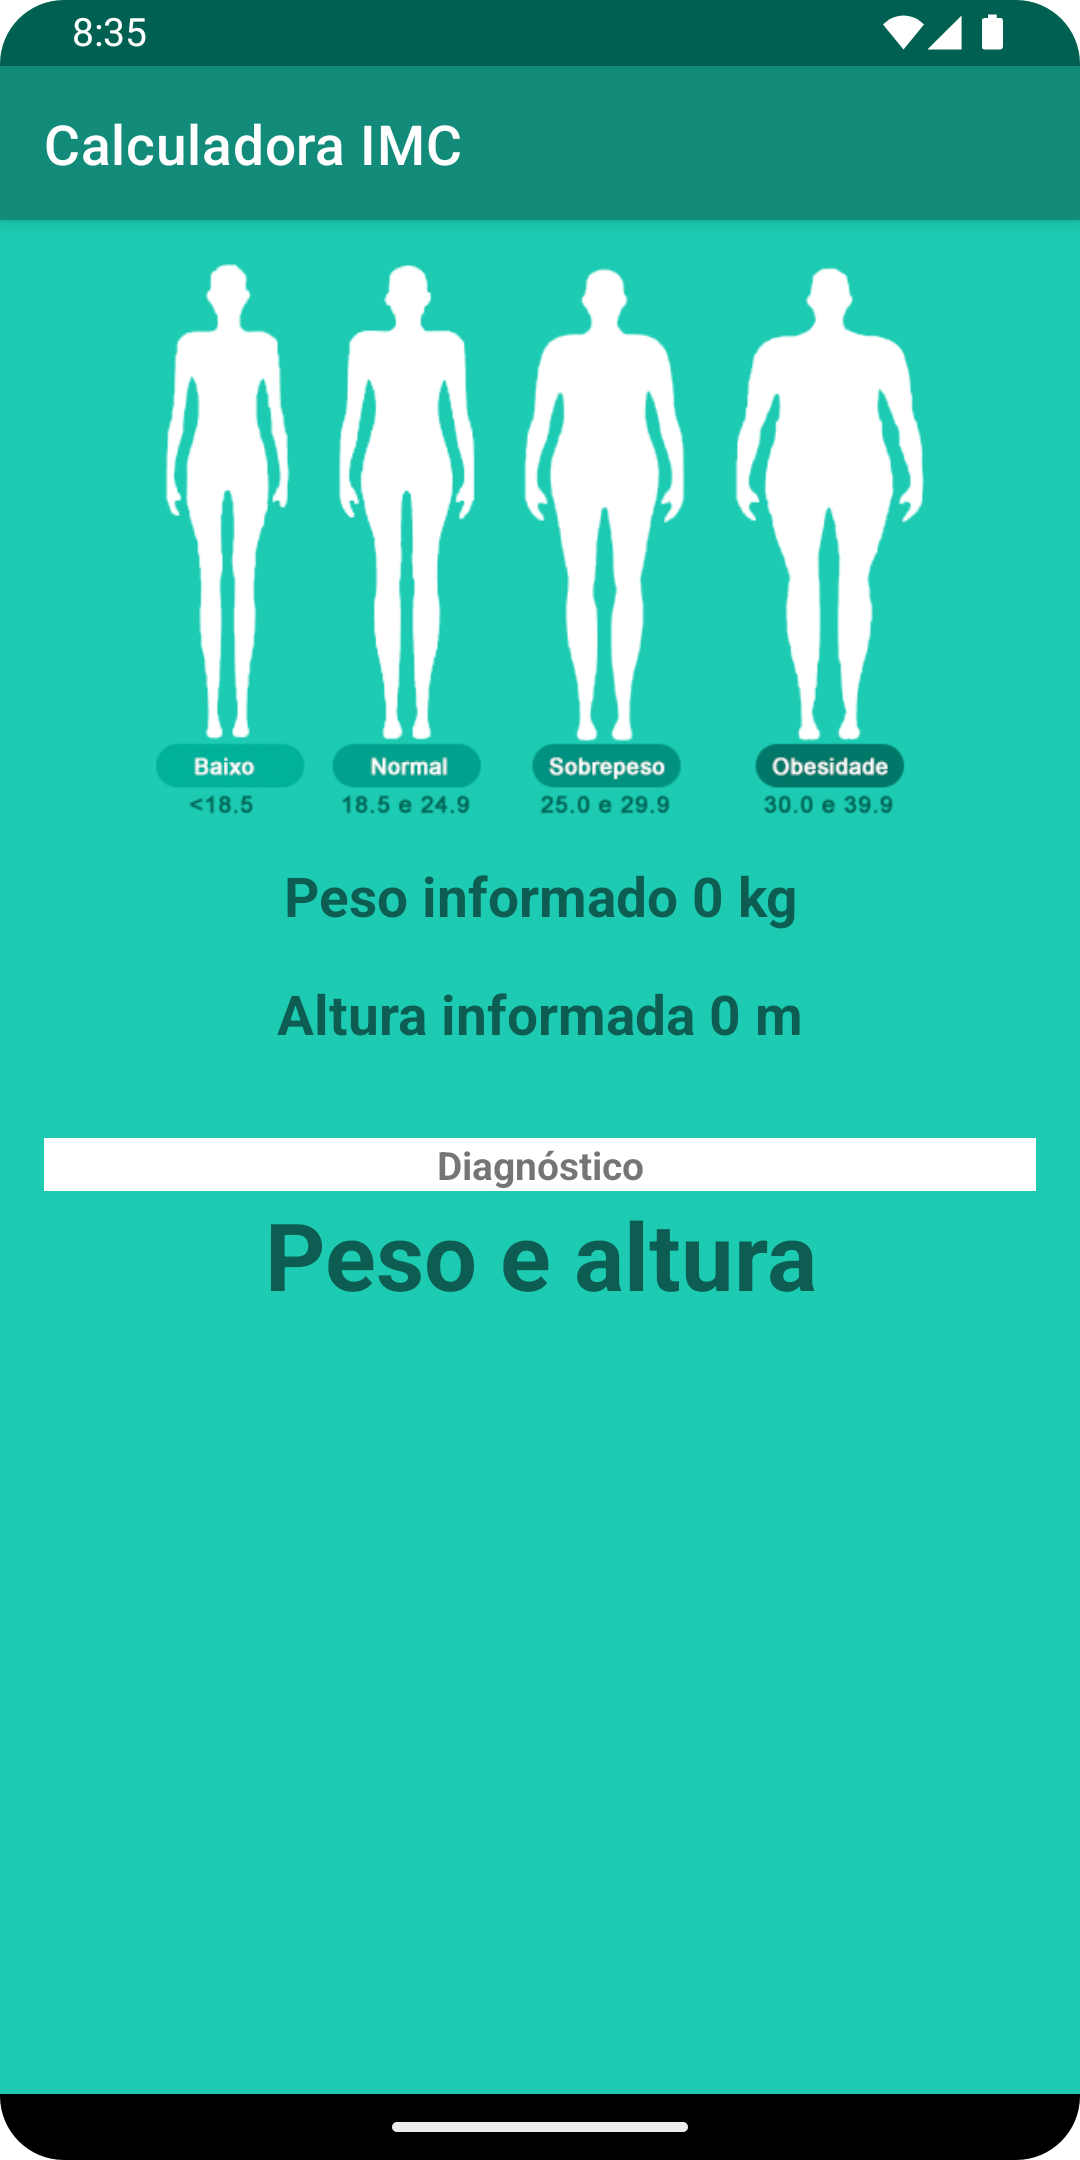 8:35
Calculadora IMC
Baixo Normal Sobrepeso Obesidade
<18.5 18.5 e 24.9 25.0 e 29.9 30.0 e 39.9
Peso informado 0 kg
Altura informada 0 m
Diagnóstico
Peso e altura